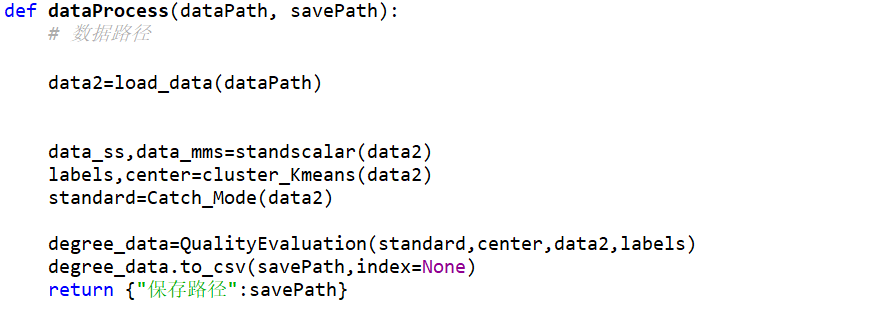 def dataProcess(dataPath, savePath):
    # 数据路径
    data2=load_data(dataPath)
    data_ss,data_mms=standscalar(data2)
    labels,center=cluster_Kmeans(data2)
    standard=Catch_Mode(data2)
    degree_data=QualityEvaluation(standard,center,data2,labels)
    degree_data.to_csv(savePath,index=None)
    return {"保存路径":savePath}